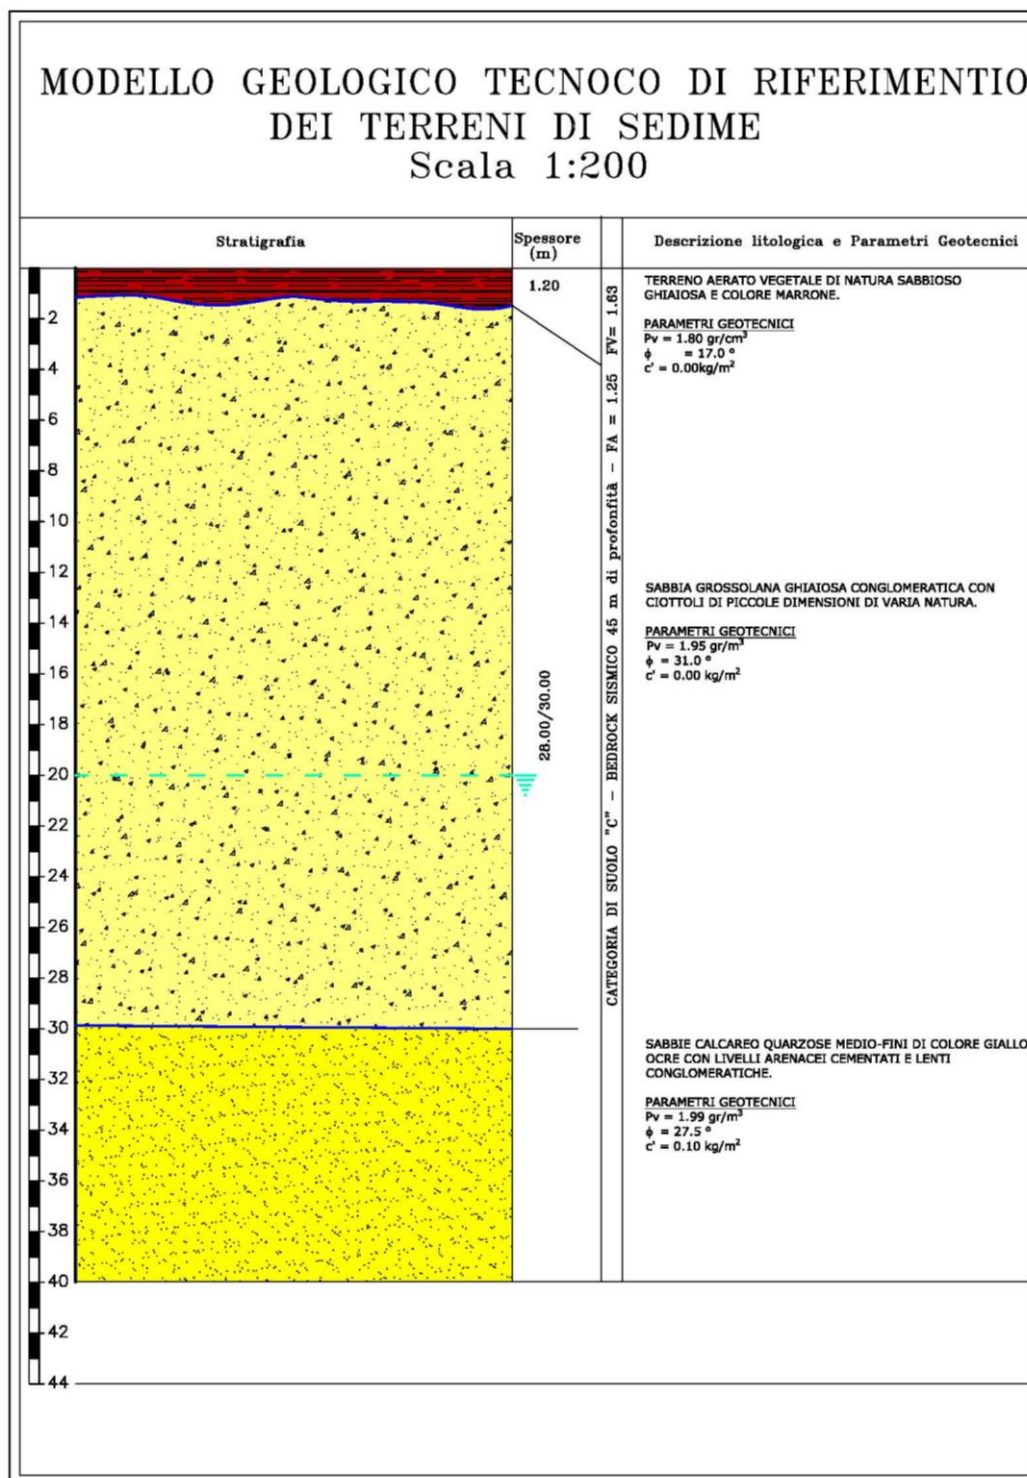 MODELLO GEOLOGICO TECNOCO DI RIFERIMENTIO
DEI TERRENI DI SEDIME
Scala 1:200
Stratigrafia
Spessore
(m)
Descrizione litologica e Parametri Geotecnici
2
4
6
8
10
12
14
16
18
20
22
24
26
28
30
32
34
36
38
40
42
44
1.20
28.00/30.00
CATEGORIA DI SUOLO "C" - BEDROCK SISMICO 45 m di profonfità - FA = 1.25 FV= 1.63
TERRENO AERATO VEGETALE DI NATURA SABBIOSO
GHIAIOSA E COLORE MARRONE.
PARAMETRI GEOTECNICI
Pv = 1.80 gr/cm³
ϕ = 17.0 °
c' = 0.00kg/m²
SABBIA GROSSOLANA GHIAIOSA CONGLOMERATICA CON
CIOTTOLI DI PICCOLE DIMENSIONI DI VARIA NATURA.
PARAMETRI GEOTECNICI
Pv = 1.95 gr/m³
ϕ = 31.0 °
c' = 0.00 kg/m²
SABBIE CALCAREO QUARZOSE MEDIO-FINI DI COLORE GIALLO
OCRE CON LIVELLI ARENACEI CEMENTATI E LENTI
CONGLOMERATICHE.
PARAMETRI GEOTECNICI
Pv = 1.99 gr/m³
ϕ = 27.5 °
c' = 0.10 kg/m²